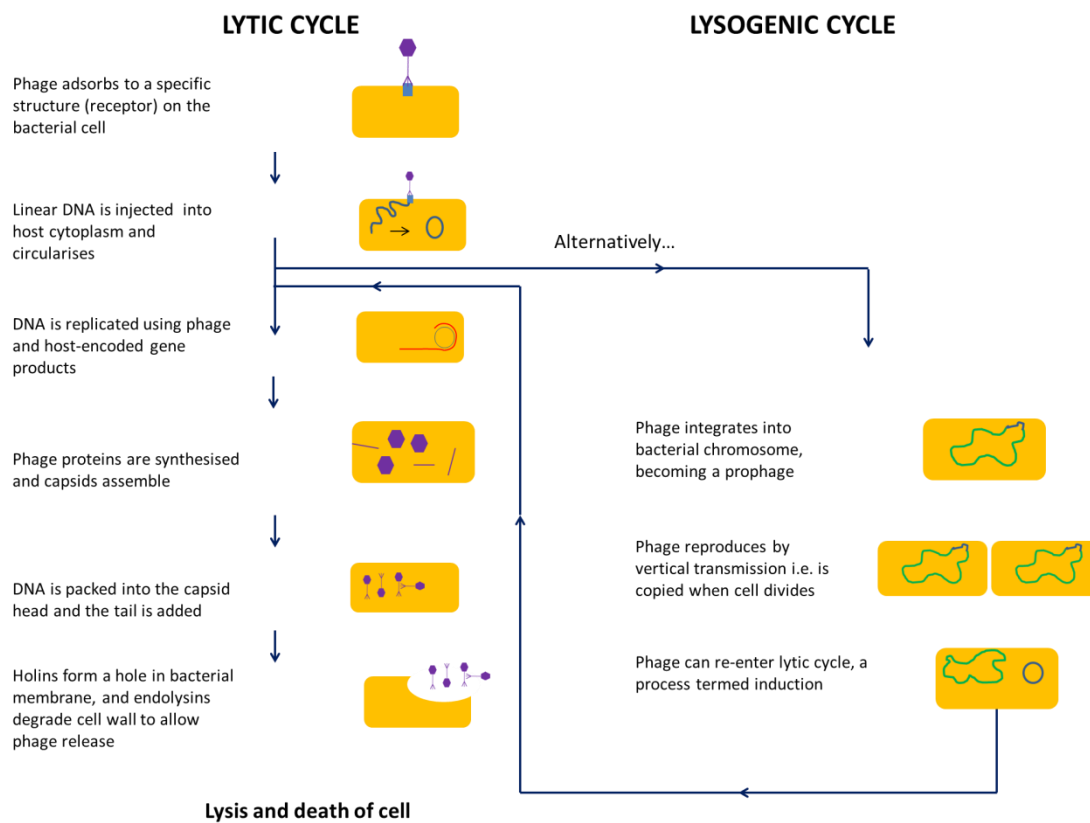 LYTIC CYCLE
LYSOGENIC CYCLE
Phage adsorbs to a specific
structure (receptor) on the
bacterial cell
Linear DNA is injected into
host cytoplasm and
circularises
Alternatively...
DNA is replicated using phage
and host-encoded gene
products
Phage proteins are synthesised
and capsids assemble
DNA is packed into the capsid
head and the tail is added
Holins form a hole in bacterial
membrane, and endolysins
degrade cell wall to allow
phage release
Lysis and death of cell
Phage integrates into
bacterial chromosome,
becoming a prophage
Phage reproduces by
vertical transmission i.e. is
copied when cell divides
Phage can re-enter lytic cycle, a
process termed induction